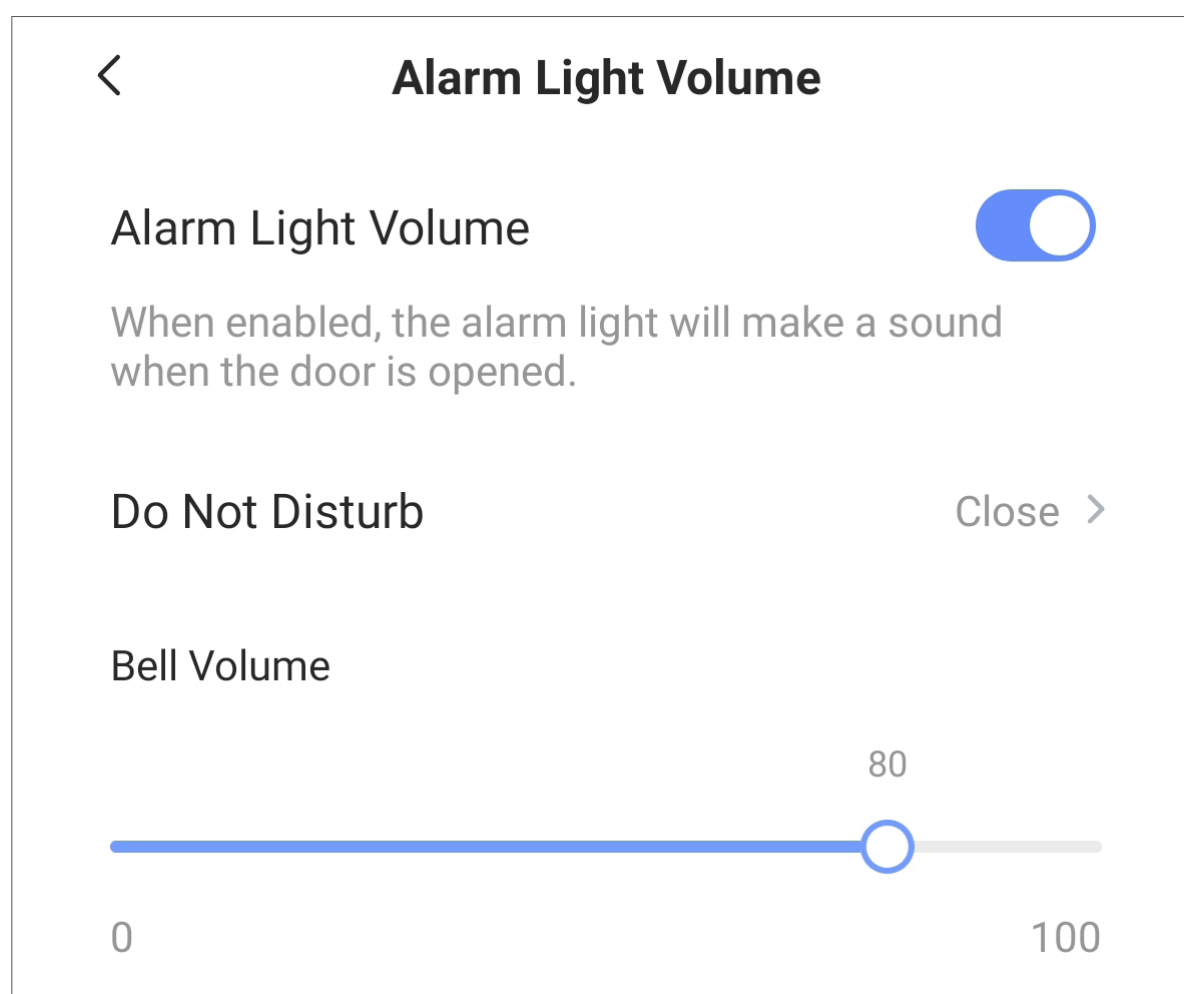 Alarm Light Volume
Alarm Light Volume
When enabled, the alarm light will make a sound
when the door is opened.
Do Not Disturb Close
Bell Volume
80
0 100